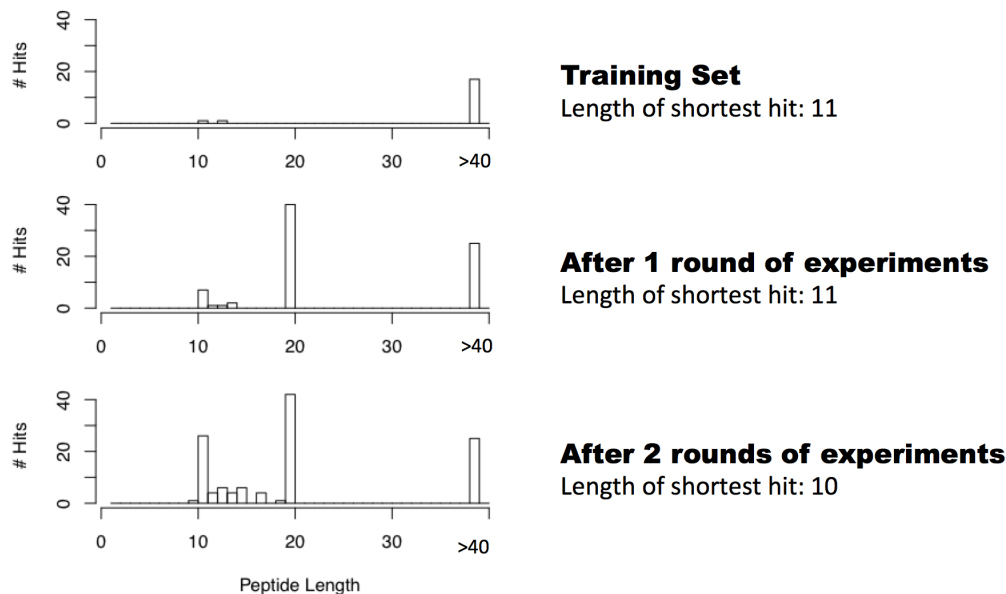 # Hits
40
20
0
0 10 20 30 >40
Training Set
Length of shortest hit: 11
# Hits
40
20
0
0 10 20 30 >40
After 1 round of experiments
Length of shortest hit: 11
# Hits
40
20
0
0 10 20 30 >40
Peptide Length
After 2 rounds of experiments
Length of shortest hit: 10